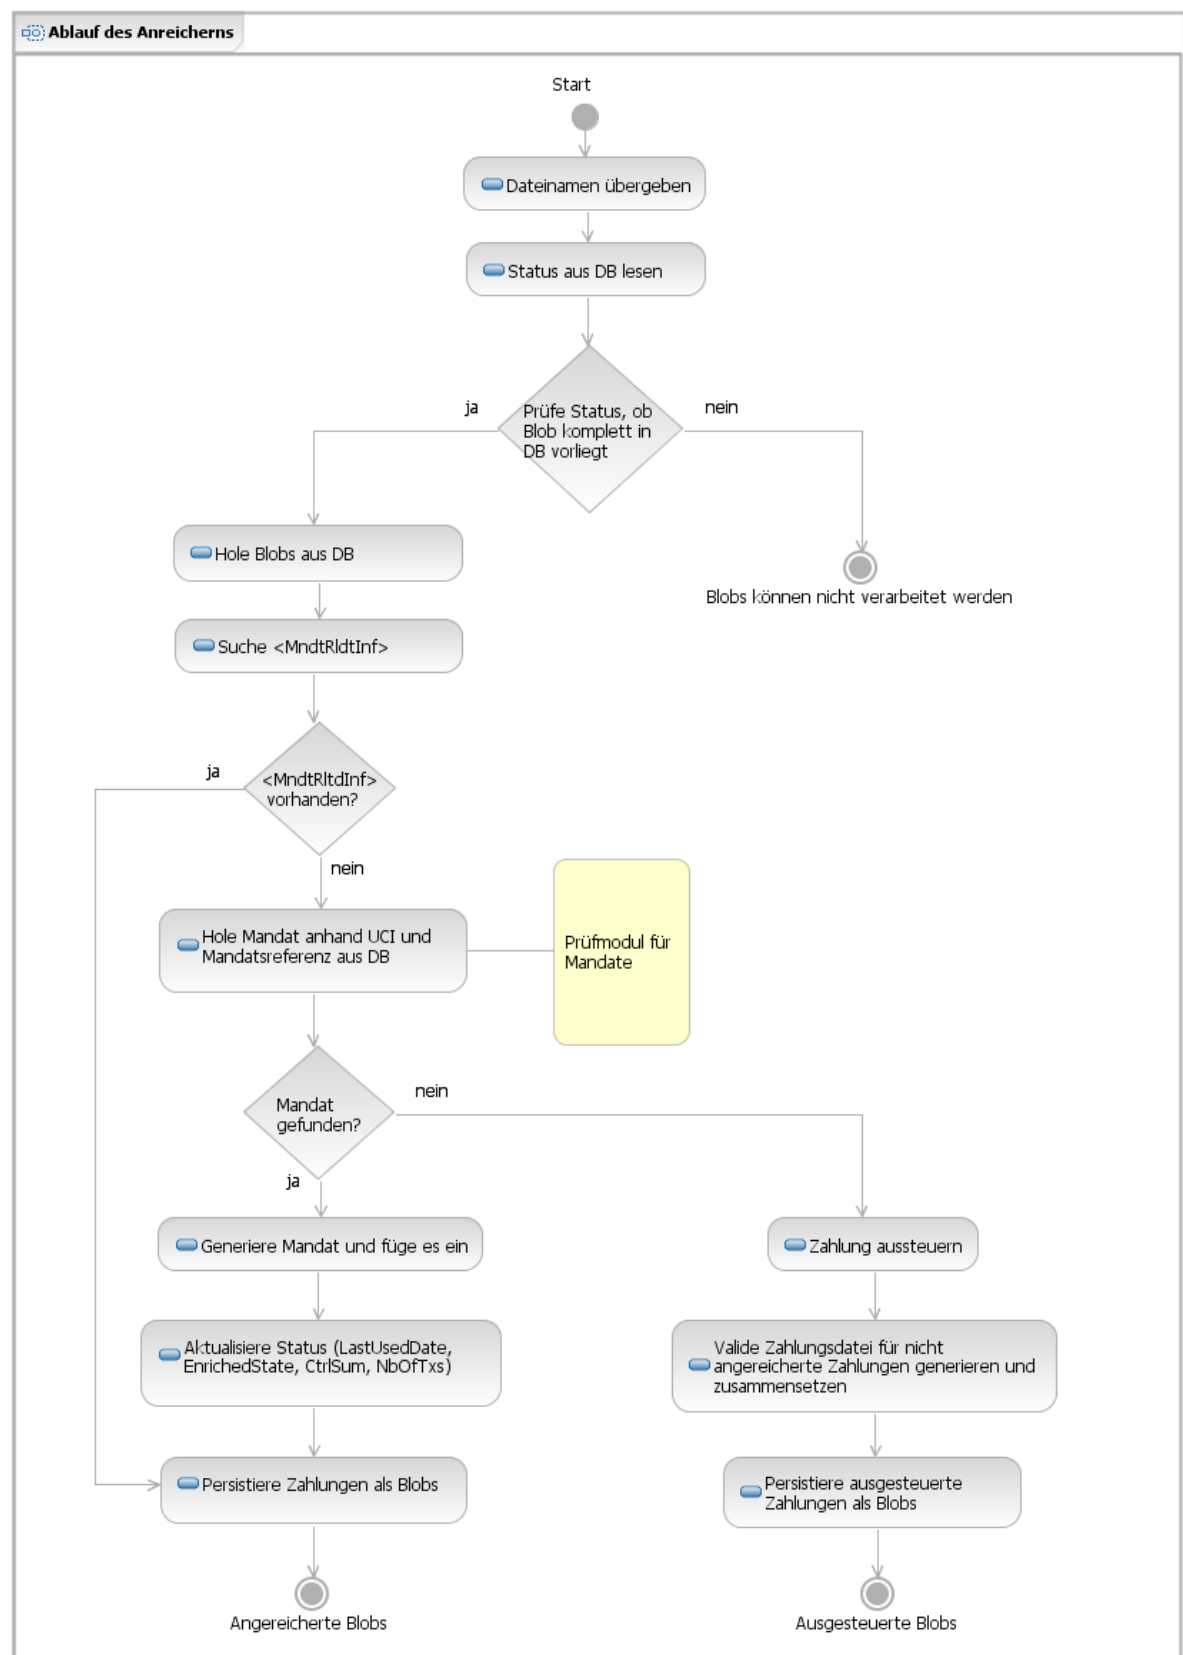 Ablauf des Anreicherns
Start
Dateinamen übergeben
Status aus DB lesen
ja
nein
Prüfe Status, ob
Blob komplett in
DB vorliegt
Hole Blobs aus DB
Blobs können nicht verarbeitet werden
Suche <MndtRldtInf>
ja
<MndtRltdInf>
vorhanden?
nein
Hole Mandat anhand UCI und
Mandatsreferenz aus DB
Prüfmodul für
Mandate
nein
Mandat
gefunden?
ja
Generiere Mandat und füge es ein
Zahlung aussteuern
Aktualisiere Status (LastUsedDate,
EnrichedState, CtrlSum, NbOfTxs)
Valide Zahlungsdatei für nicht
angereicherte Zahlungen generieren und
zusammensetzen
Persistiere Zahlungen als Blobs
Persistiere ausgesteuerte
Zahlungen als Blobs
Angereicherte Blobs
Ausgesteuerte Blobs